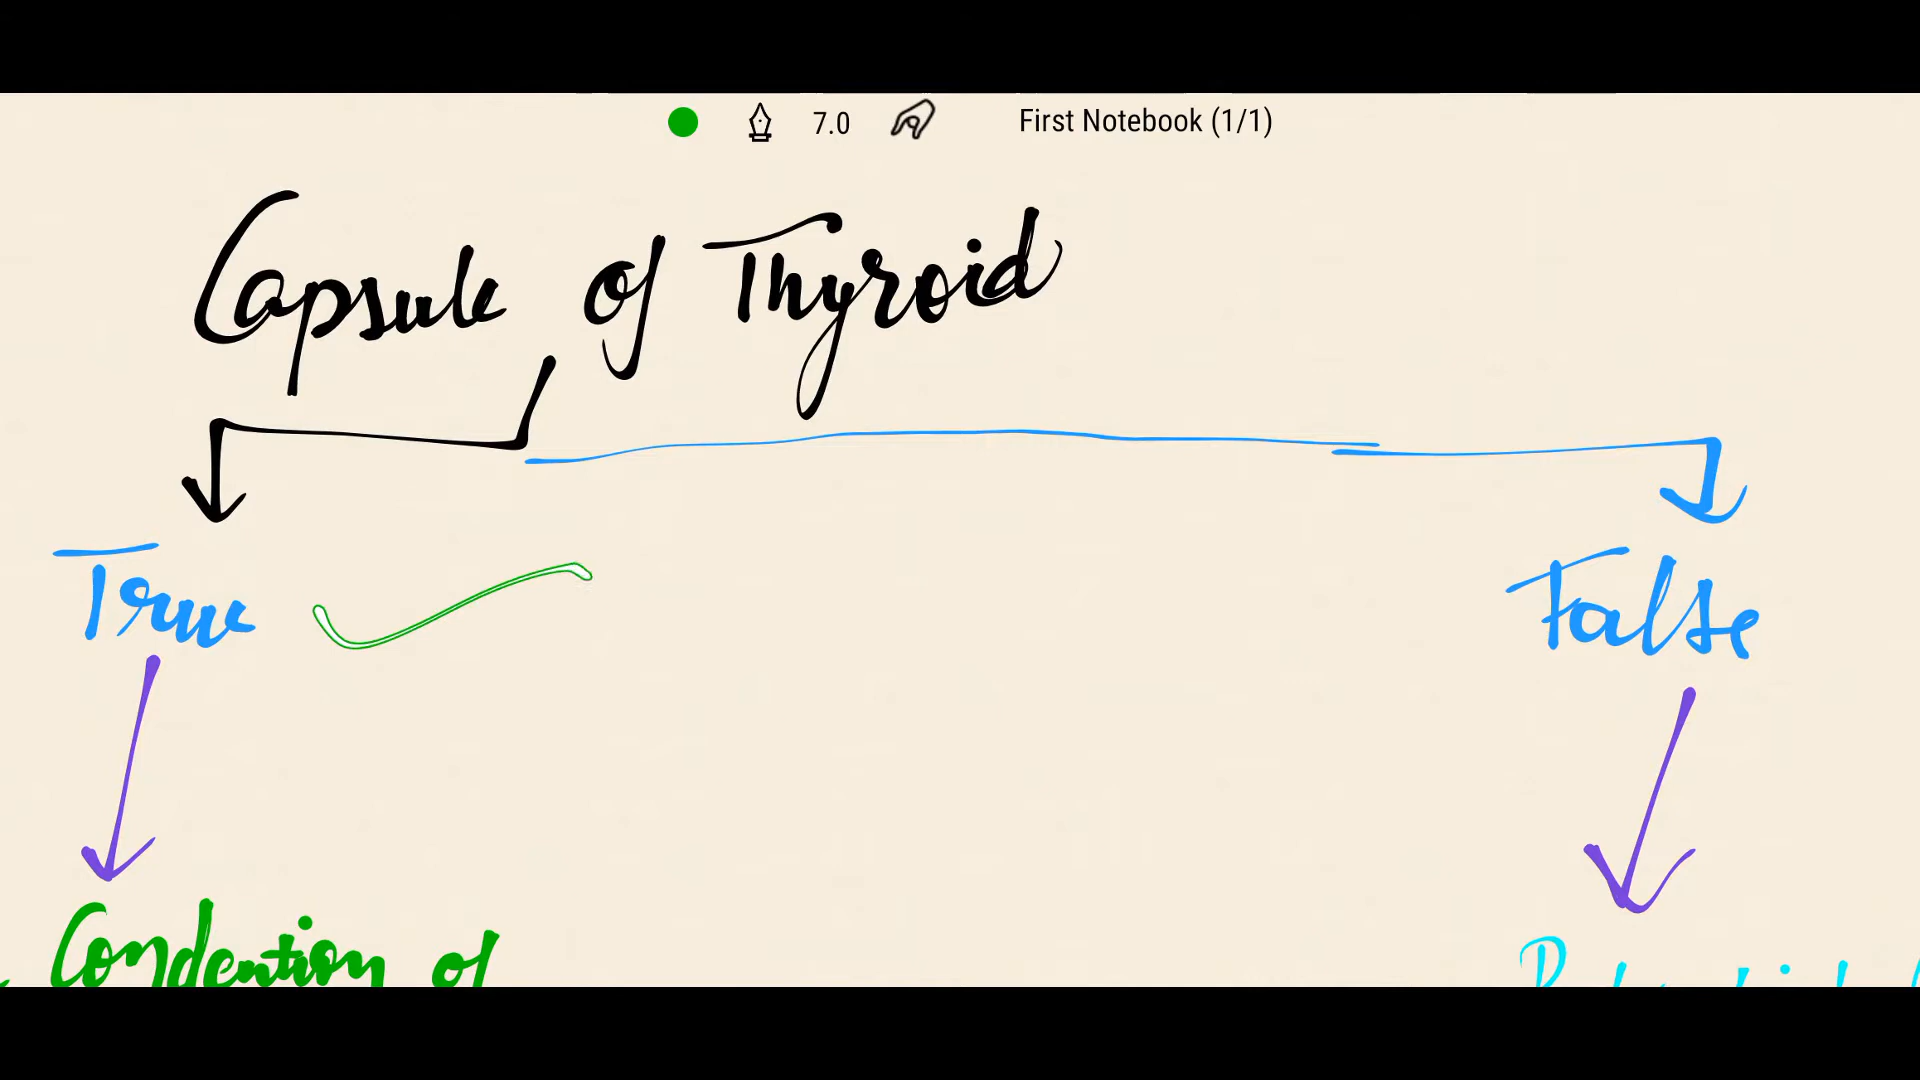 7.0 First Notebook (1/1)
Capsule of Thyroid
True False
Condention of